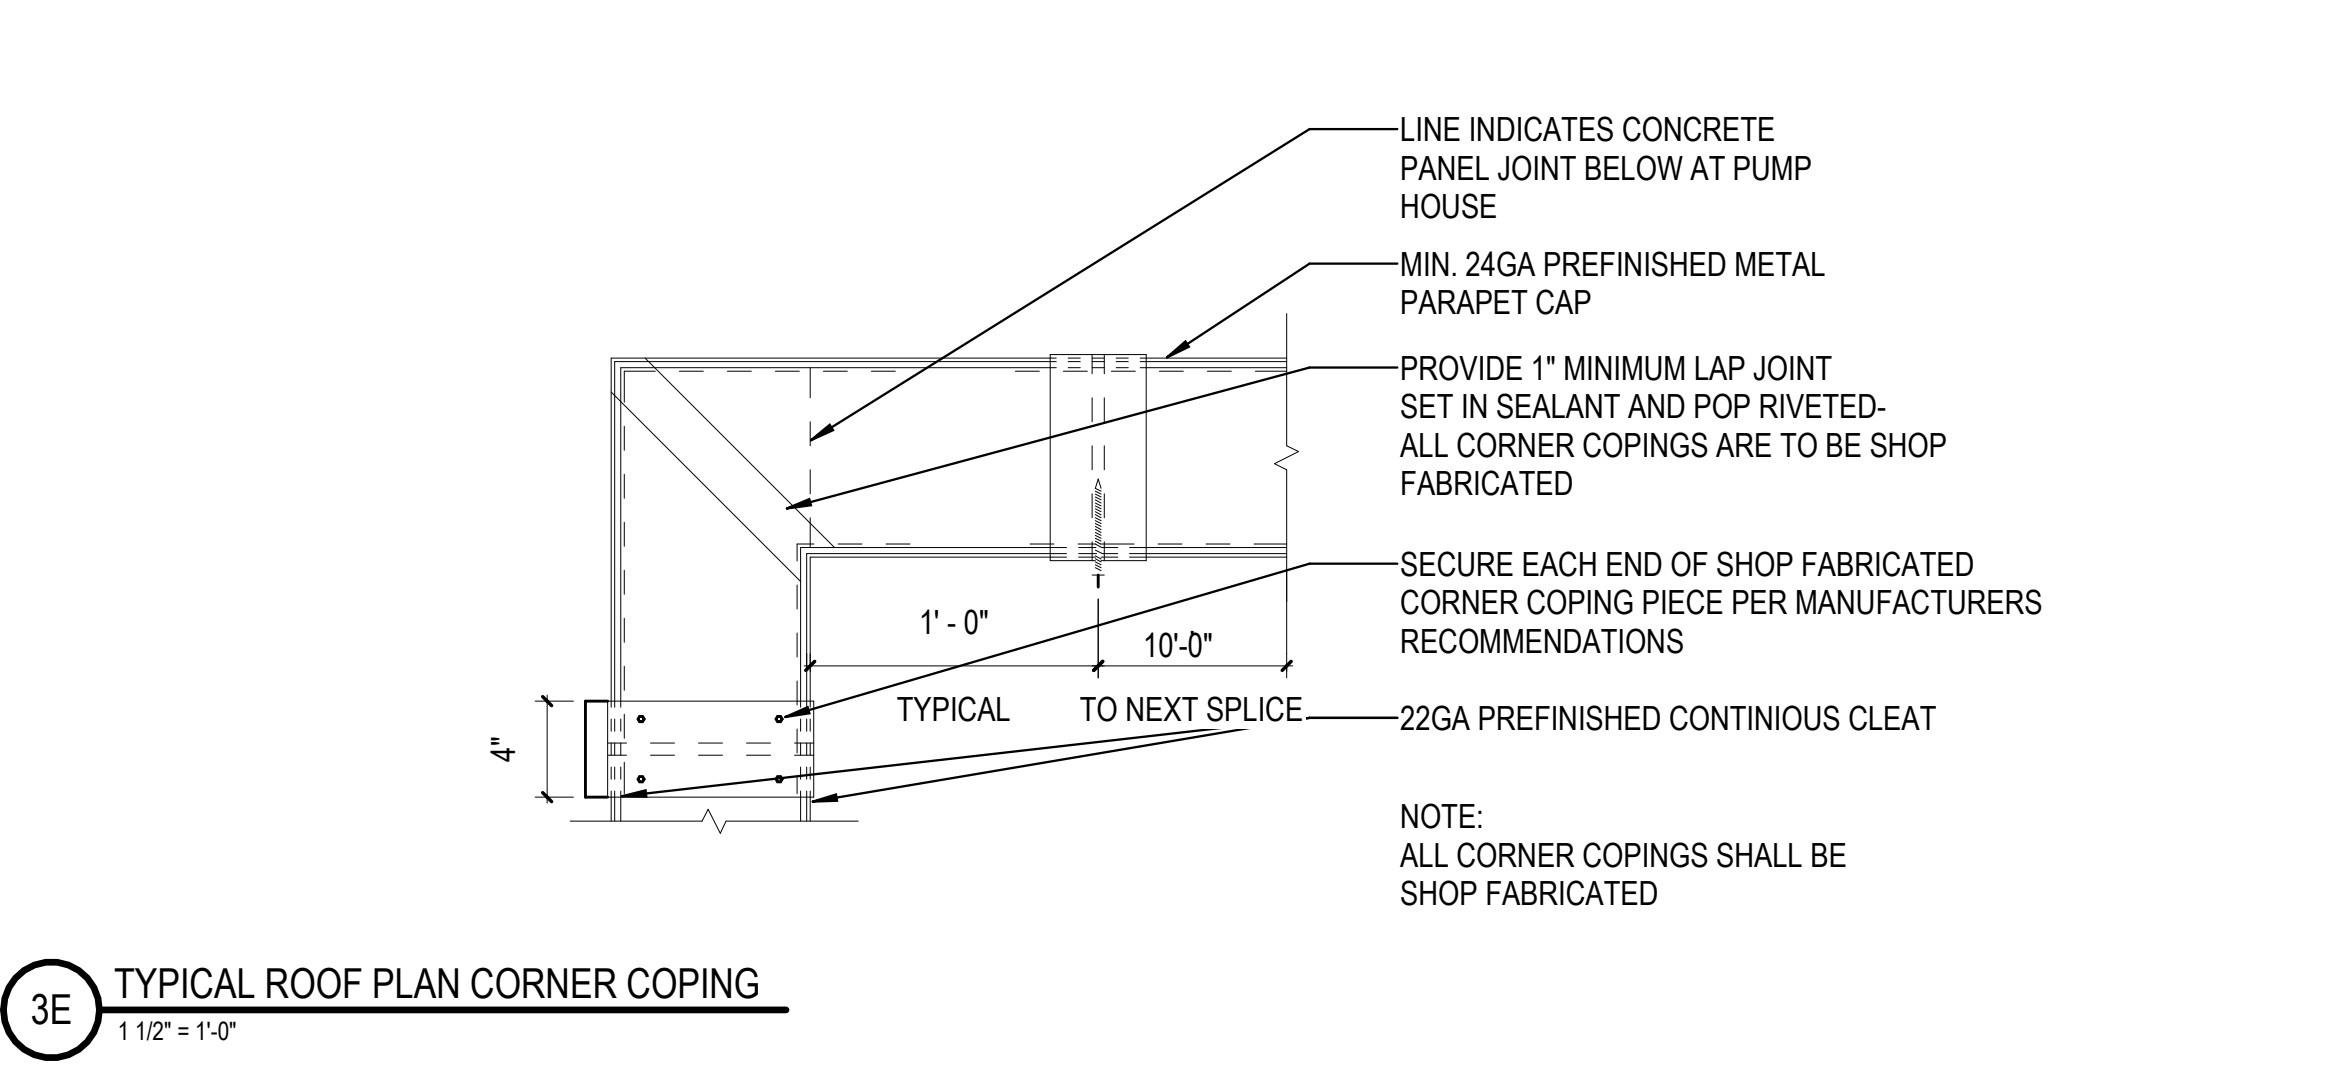 LINE INDICATES CONCRETE
PANEL JOINT BELOW AT PUMP
HOUSE
MIN. 24GA PREFINISHED METAL
PARAPET CAP
PROVIDE 1" MINIMUM LAP JOINT
SET IN SEALANT AND POP RIVETED-
ALL CORNER COPINGS ARE TO BE SHOP
FABRICATED
SECURE EACH END OF SHOP FABRICATED
CORNER COPING PIECE PER MANUFACTURERS
RECOMMENDATIONS
1' - 0"
10'-0"
TYPICAL
TO NEXT SPLICE
22GA PREFINISHED CONTINIOUS CLEAT
4"
NOTE:
ALL CORNER COPINGS SHALL BE
SHOP FABRICATED
3E
TYPICAL ROOF PLAN CORNER COPING
1 1/2" = 1'-0"